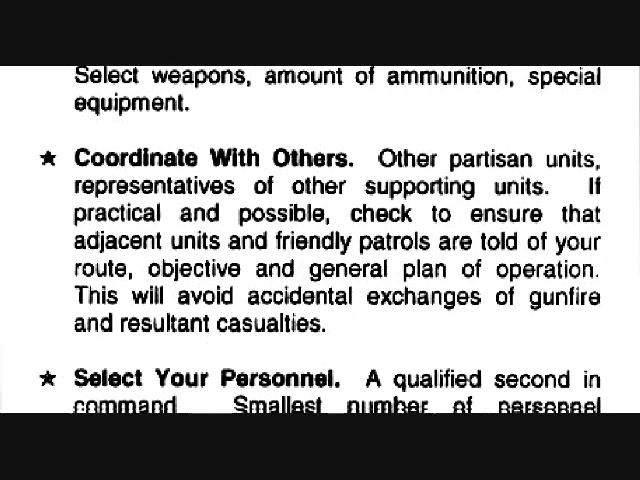 Select weapons, amount of ammunition, special
equipment.
★ Coordinate With Others. Other partisan units,
representatives of other supporting units. If
practical and possible, check to ensure that
adjacent units and friendly patrols are told of your
route, objective and general plan of operation.
This will avoid accidental exchanges of gunfire
and resultant casualties.
★ Select Your Personnel. A qualified second in
command. Smallest number of personnel